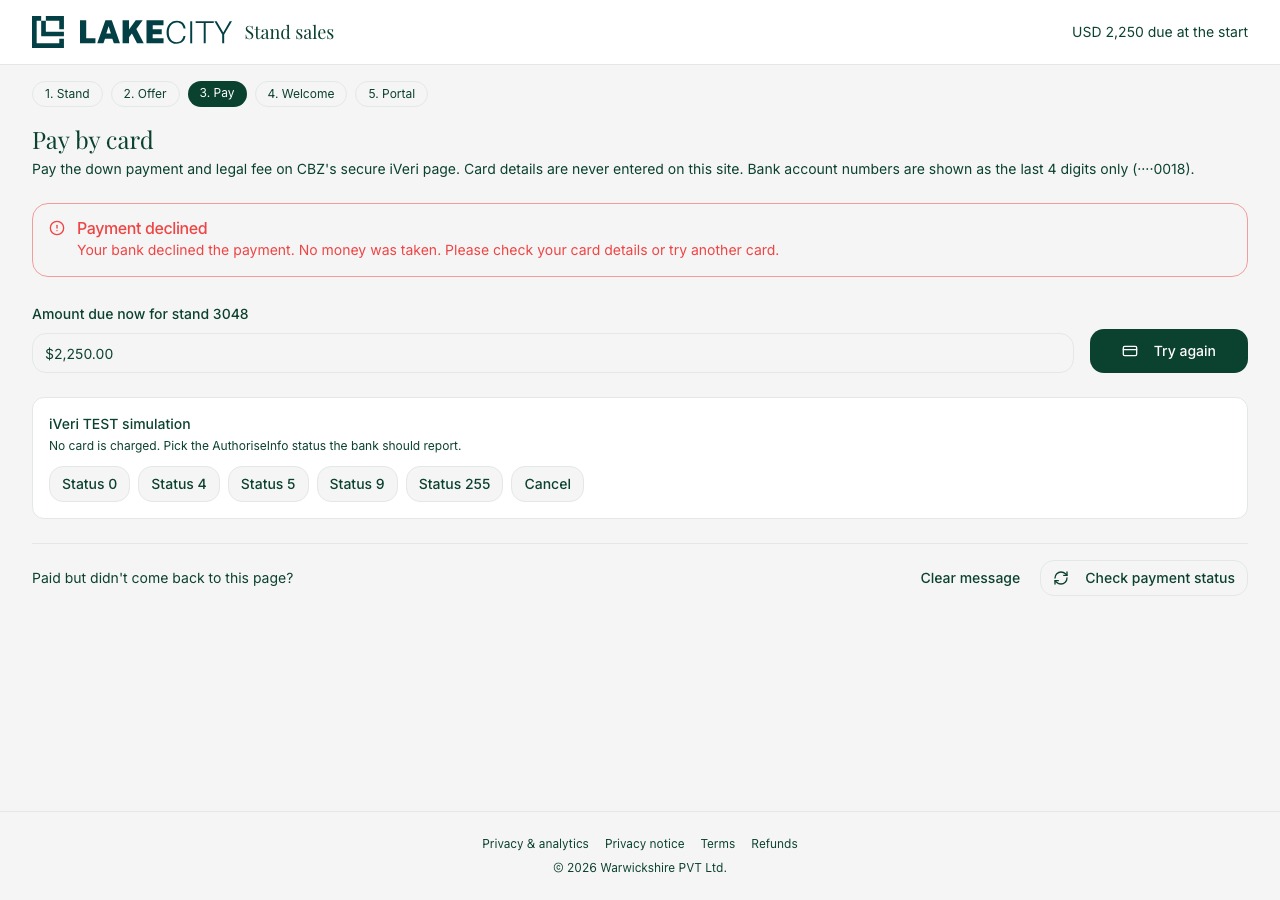 LAKECITY Stand sales
USD 2,250 due at the start
1. Stand
2. Offer
3. Pay
4. Welcome
5. Portal
Pay by card
Pay the down payment and legal fee on CBZ's secure iVeri page. Card details are never entered on this site. Bank account numbers are shown as the last 4 digits only (····0018).
Payment declined
Your bank declined the payment. No money was taken. Please check your card details or try another card.
Amount due now for stand 3048
$2,250.00
Try again
iVeri TEST simulation
No card is charged. Pick the AuthoriseInfo status the bank should report.
Status 0
Status 4
Status 5
Status 9
Status 255
Cancel
Paid but didn't come back to this page?
Clear message
Check payment status
Privacy & analytics
Privacy notice
Terms
Refunds
© 2026 Warwickshire PVT Ltd.